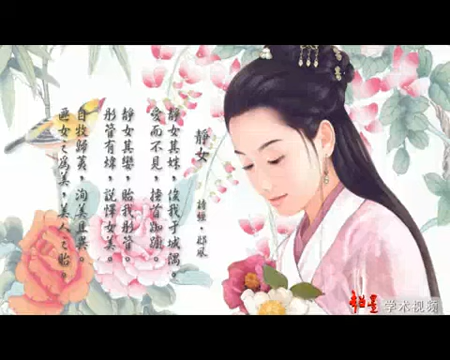 靜女
詩經·邶風
靜女其姝，俟我于城隅。
愛而不見，搔首踟躕。
靜女其孌，貽我彤管。
彤管有煒，說懌女美。
自牧歸荑，洵美且異。
匪女之為美，美人之貽。
超星 学术视频